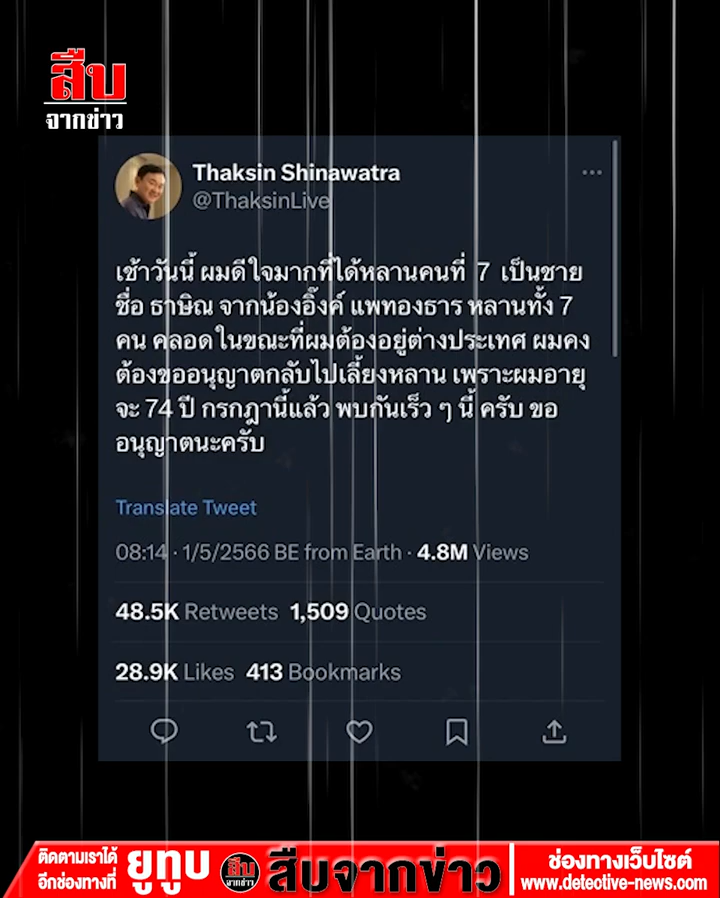 สืบ
จากข่าว
Thaksin Shinawatra
@ThaksinLive
เช้าวันนี้ ผมดีใจมากที่ได้หลานคนที่ 7 เป็นชาย
ชื่อ ธาษิณ จากน้องอิ๊งค์ แพทองธาร หลานทั้ง 7
คน คลอดในขณะที่ผมต้องอยู่ต่างประเทศ ผมคง
ต้องขออนุญาตกลับไปเลี้ยงหลาน เพราะผมอายุ
จะ 74 ปี กรกฎานี้แล้ว พบกันเร็ว ๆ นี้ ครับ ขอ
อนุญาตนะครับ
Translate Tweet
08:14 · 1/5/2566 BE from Earth · 4.8M Views
48.5K Retweets 1,509 Quotes
28.9K Likes 413 Bookmarks
ติดตามเราได้
อีกช่องทางที่
ยูทูบ
สืบ
จากข่าว
สืบจากข่าว
ช่องทางเว็บไซต์
www.detective-news.com